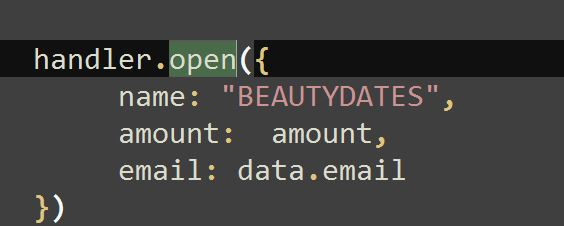 handler.open({
name: "BEAUTYDATES",
amount:  amount,
email: data.email
})